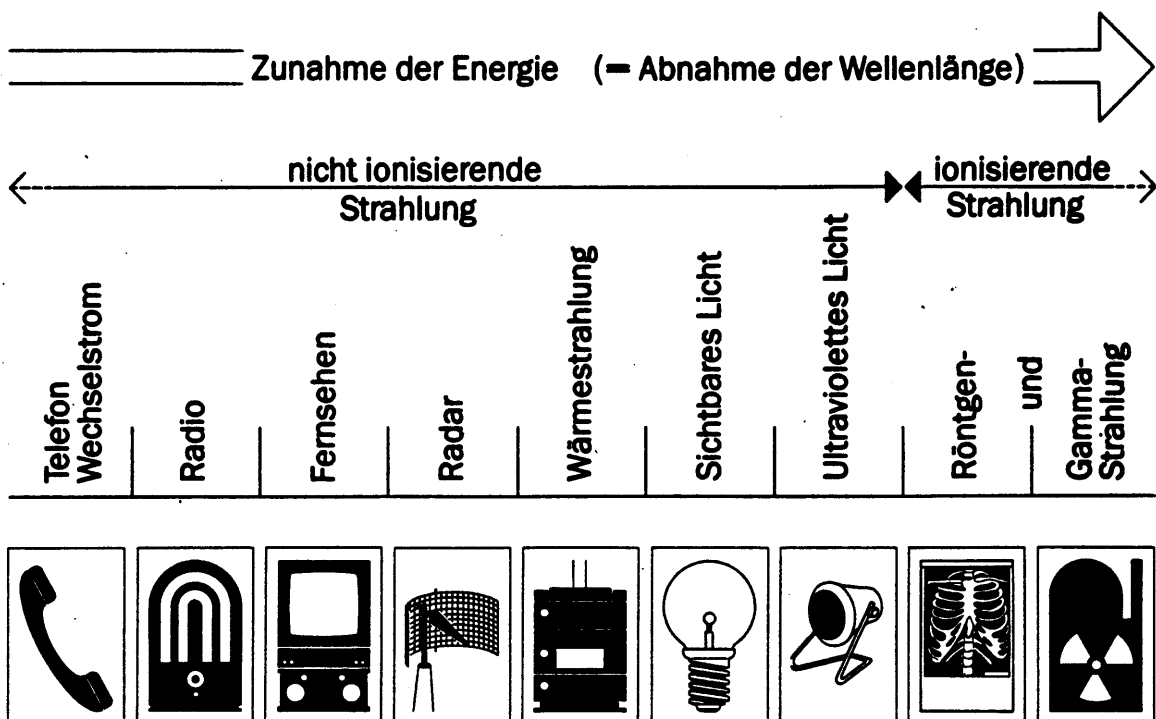 Zunahme der Energie (= Abnahme der Wellenlänge)
nicht ionisierende
Strahlung
ionisierende
Strahlung
Telefon
Wechselstrom
Radio
Fernsehen
Radar
Wärmestrahlung
Sichtbares Licht
Ultraviolettes Licht
Röntgen-
und
Gamma-
Strahlung